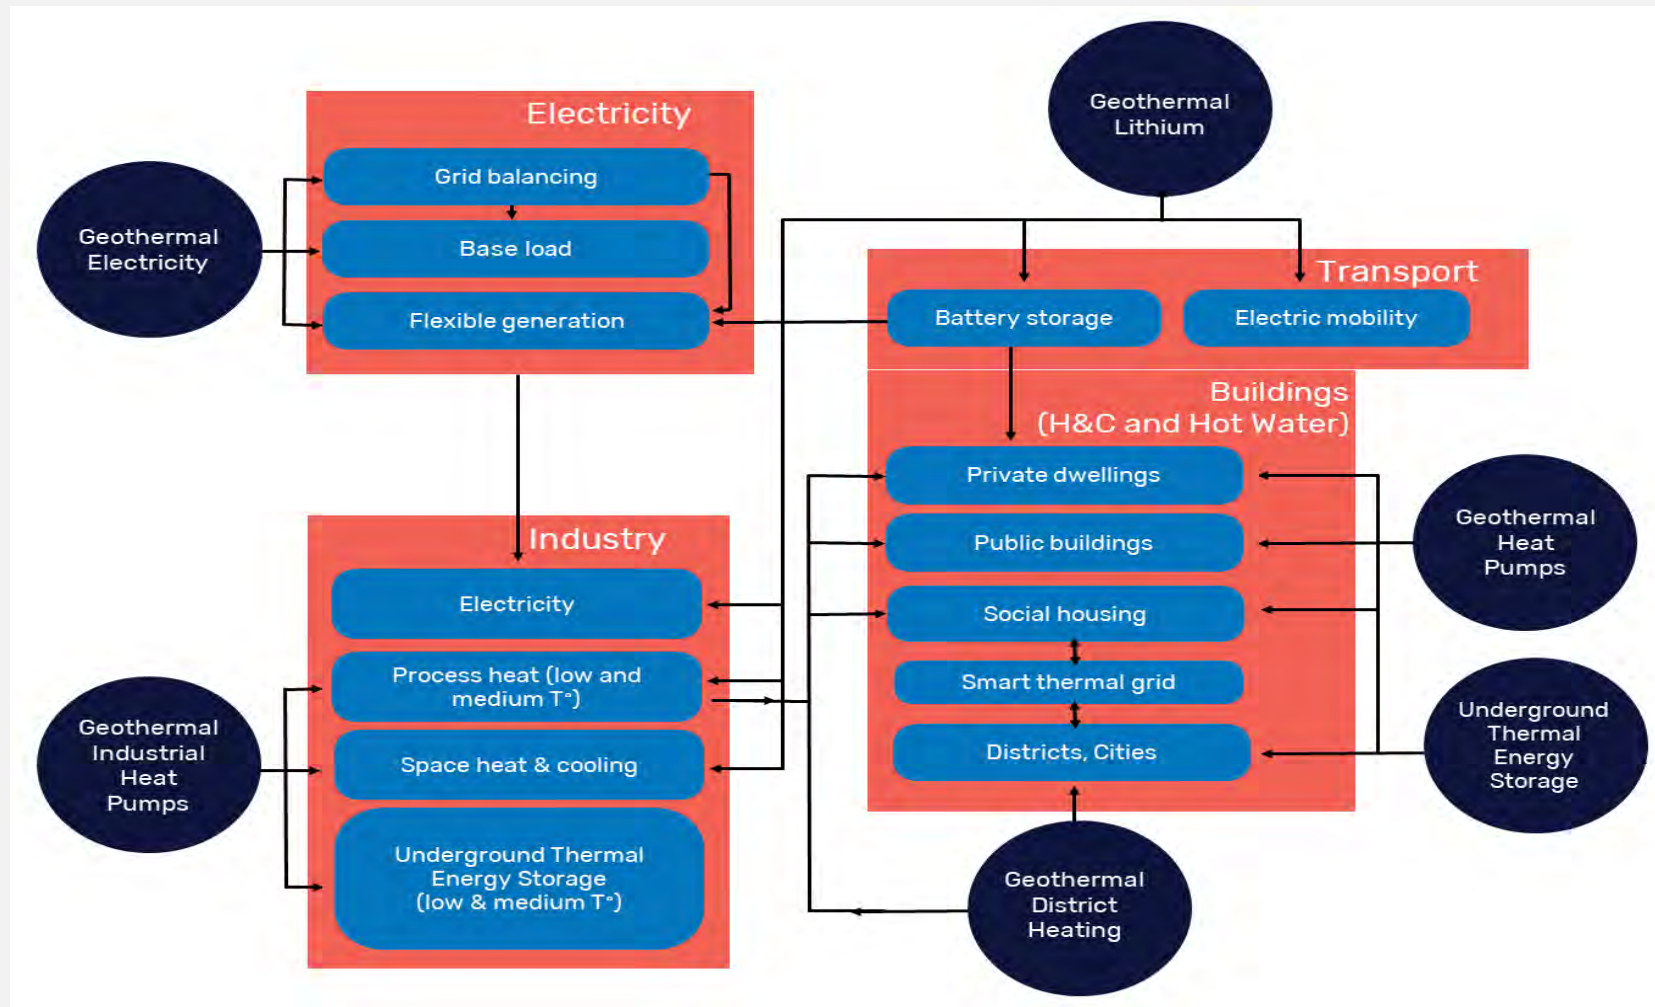 Geothermal
Lithium
Electricity
Grid balancing
Base load
Flexible generation
Geothermal
Electricity
Transport
Battery storage
Electric mobility
Buildings
(H&C and Hot Water)
Private dwellings
Public buildings
Social housing
Smart thermal grid
Districts, Cities
Geothermal
Heat
Pumps
Underground
Thermal
Energy
Storage
Industry
Electricity
Process heat (low and
medium T°)
Space heat & cooling
Underground Thermal
Energy Storage
(low & medium T°)
Geothermal
Industrial
Heat
Pumps
Geothermal
District
Heating